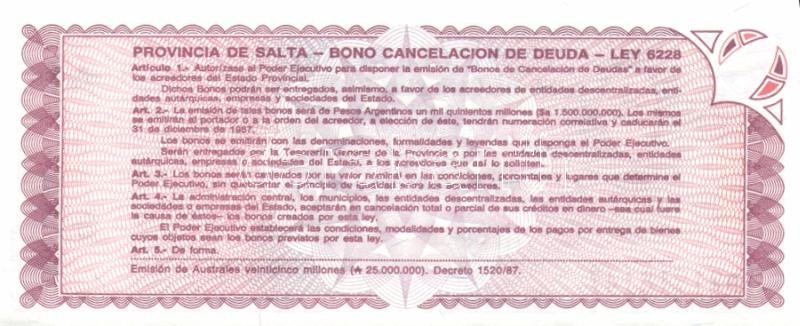 PROVINCIA DE SALTA – BONO CANCELACION DE DEUDA – LEY 6228
Artículo 1.- Autorízase al Poder Ejecutivo para disponer la emisión de "Bonos de Cancelación de Deudas" a favor de
los acreedores del Estado Provincial.
Dichos Bonos podrán ser entregados, asimismo, a favor de los acreedores de entidades descentralizadas, enti-
dades autárquicas, empresas y sociedades del Estado.
Art. 2.- La emisión de tales bonos será de Pesos Argentinos un mil quinientos millones ($a 1.500.000.000). Los mismos
se emitirán al portador o a la orden del acreedor, a elección de éste, tendrán numeración correlativa y caducarán el
31 de diciembre de 1987.
Los bonos se emitirán con las denominaciones, formalidades y leyendas que disponga el Poder Ejecutivo.
Serán entregados por la Tesorería General de la Provincia o por las entidades descentralizadas, entidades
autárquicas, empresas o sociedades del Estado, a los acreedores que así lo soliciten.
Art. 3.- Los bonos serán canjeados por su valor nominal en las condiciones, porcentajes y lugares que determine el
Poder Ejecutivo, sin quebrantar el principio de igualdad entre los acreedores.
Art. 4.- La administración central, los municipios, las entidades descentralizadas, las entidades autárquicas y las
sociedades o empresas del Estado, aceptarán en cancelación total o parcial de sus créditos en dinero –sea cual fuera
la causa de éstos– los bonos creados por esta ley.
El Poder Ejecutivo establecerá las condiciones, modalidades y porcentajes de los pagos por entrega de bienes
cuyos objetos sean los bonos previstos por esta ley.
Art. 5.- De forma.
Emisión de Australes veinticinco millones (₳ 25.000.000). Decreto 1520/87.